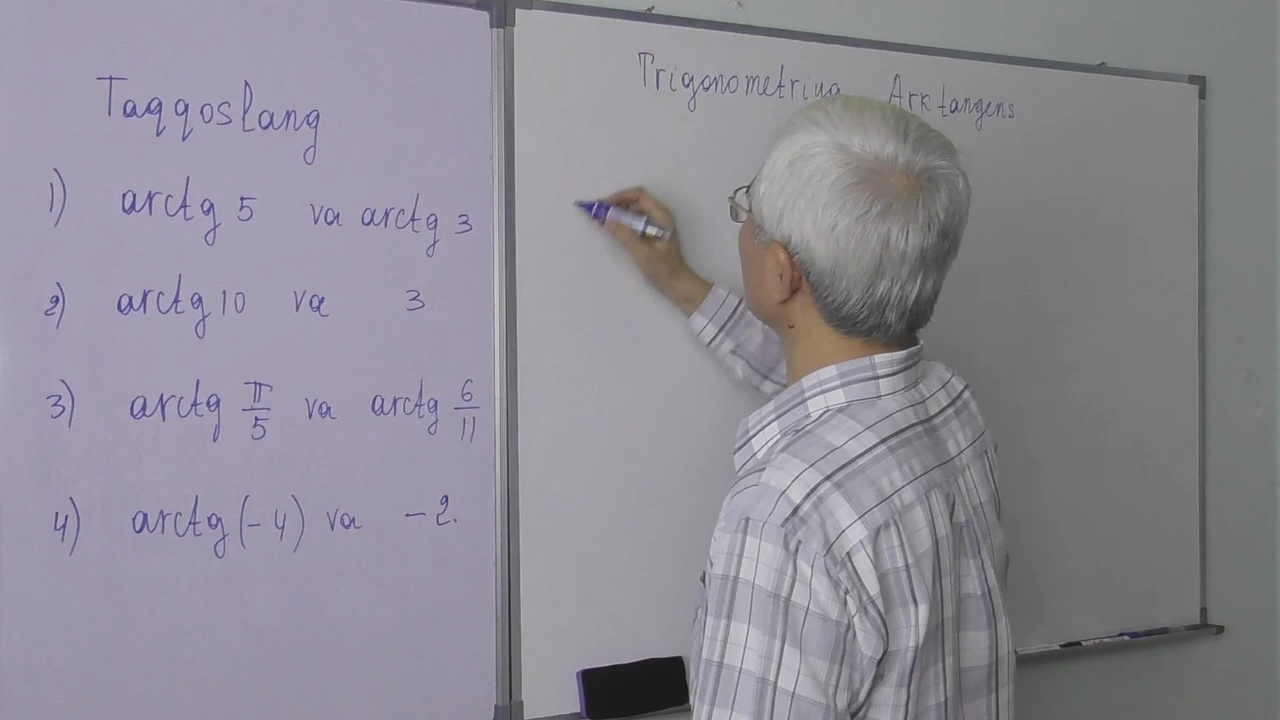 Taqqoslang
1) arctg 5 va arctg 3
2) arctg 10 va 3
3) arctg π/5 va arctg 6/11
4) arctg(-4) va -2.
Trigonometriya Arktangens